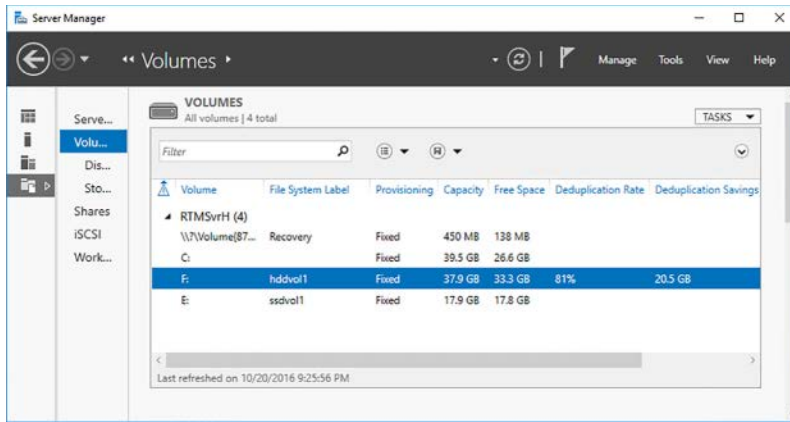 Server Manager
Volumes
Manage Tools View Help
Serve...
Volu...
Dis...
Sto...
Shares
iSCSI
Work...
VOLUMES
All volumes | 4 total
TASKS
Filter
Volume File System Label Provisioning Capacity Free Space Deduplication Rate Deduplication Savings
RTMSvrH (4)
\\?\Volume{87... Recovery Fixed 450 MB 138 MB
C: Fixed 39.5 GB 26.6 GB
F: hddvol1 Fixed 37.9 GB 33.3 GB 81% 20.5 GB
E: ssdvol1 Fixed 17.9 GB 17.8 GB
Last refreshed on 10/20/2016 9:25:56 PM